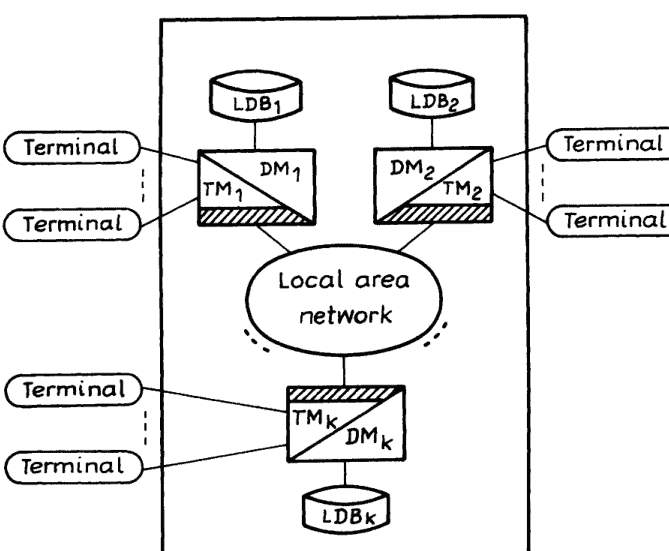 LDB1
LDB2
Terminal
DM1
TM1
Terminal
DM2
TM2
Terminal
Terminal
Local area
network
Terminal
TMk
DMk
Terminal
LDBk